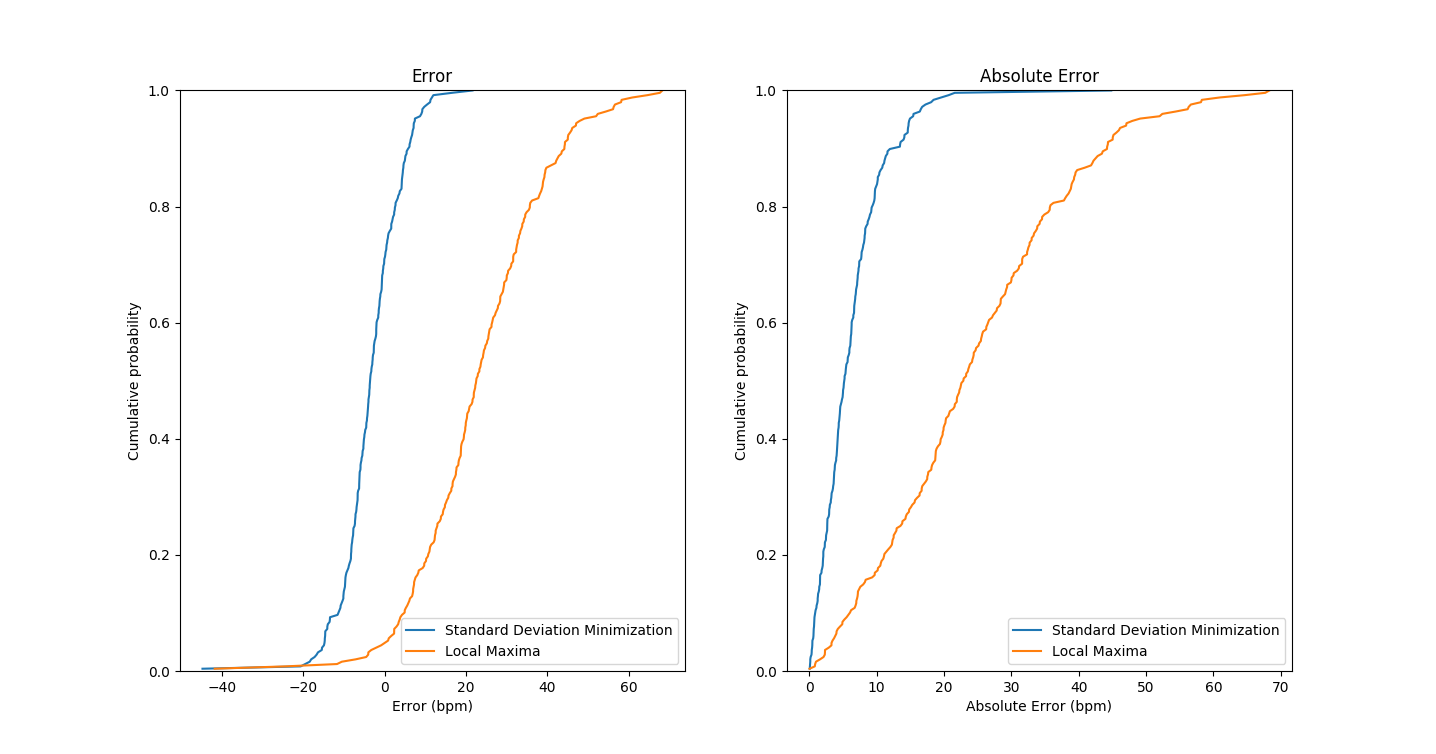 Error
1.0
0.8
0.6
0.4
0.2
0.0
Cumulative probability
−40
−20
0
20
40
60
Error (bpm)
Standard Deviation Minimization
Local Maxima
Absolute Error
1.0
0.8
0.6
0.4
0.2
0.0
Cumulative probability
0
10
20
30
40
50
60
70
Absolute Error (bpm)
Standard Deviation Minimization
Local Maxima